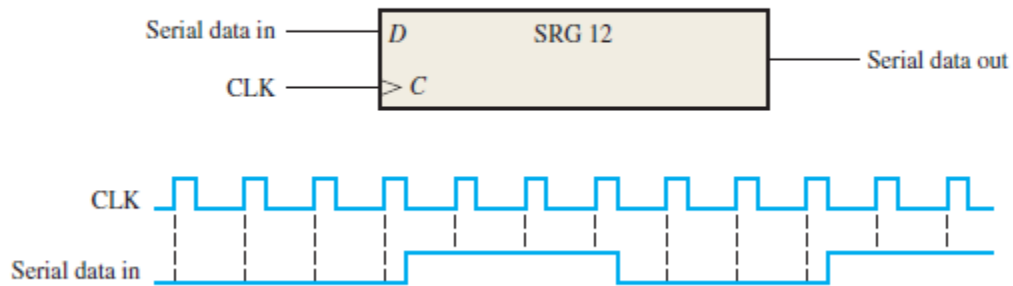 Serial data in
D
SRG 12
Serial data out
CLK
> C
CLK
Serial data in